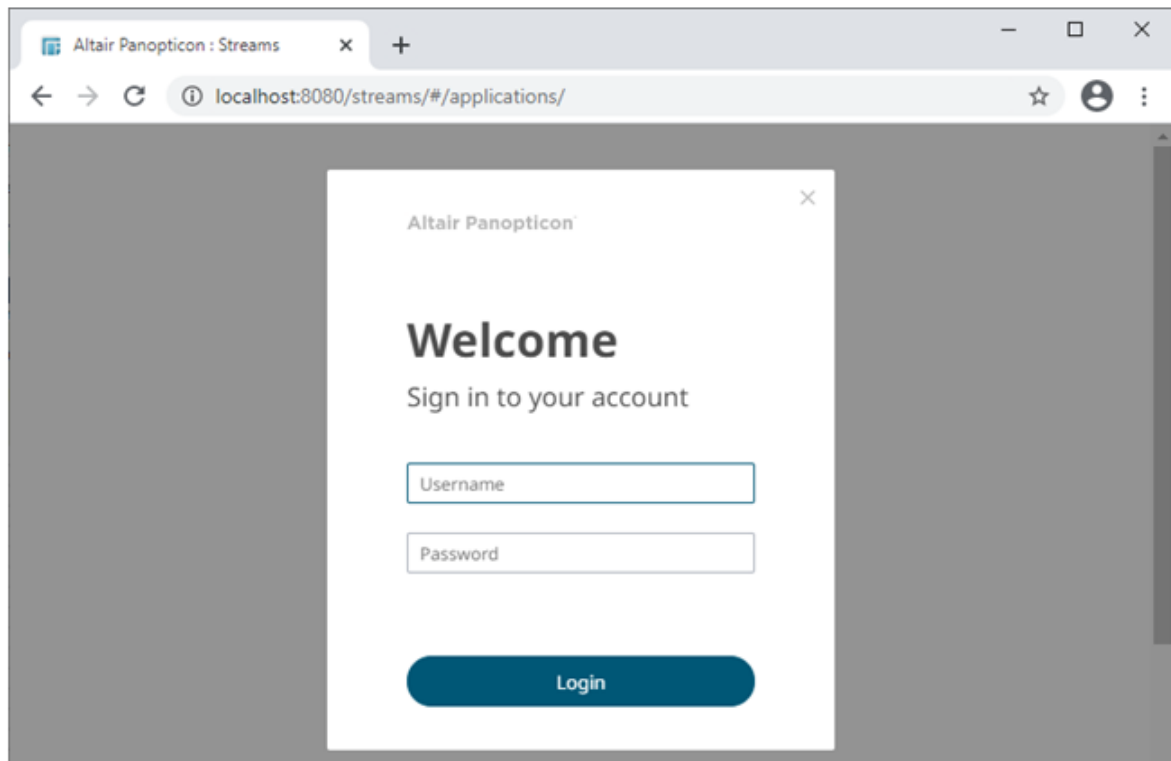 Altair Panopticon : Streams
localhost:8080/streams/#/applications/
Altair Panopticon
Welcome
Sign in to your account
Username
Password
Login